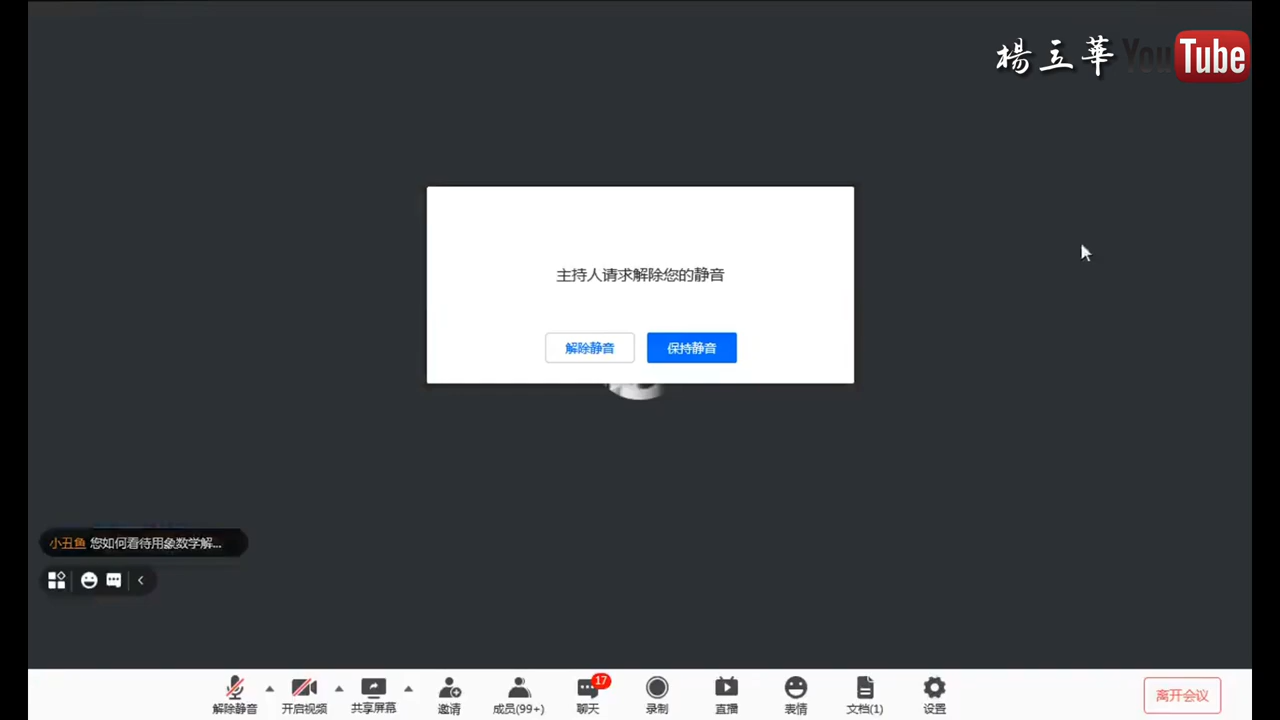 楊立華 YouTube
主持人请求解除您的静音
解除静音 保持静音
小丑鱼 您如何看待用象数学解...
解除静音 开启视频 共享屏幕 邀请 成员(99+) 聊天 17 录制 直播 表情 文档(1) 设置 离开会议